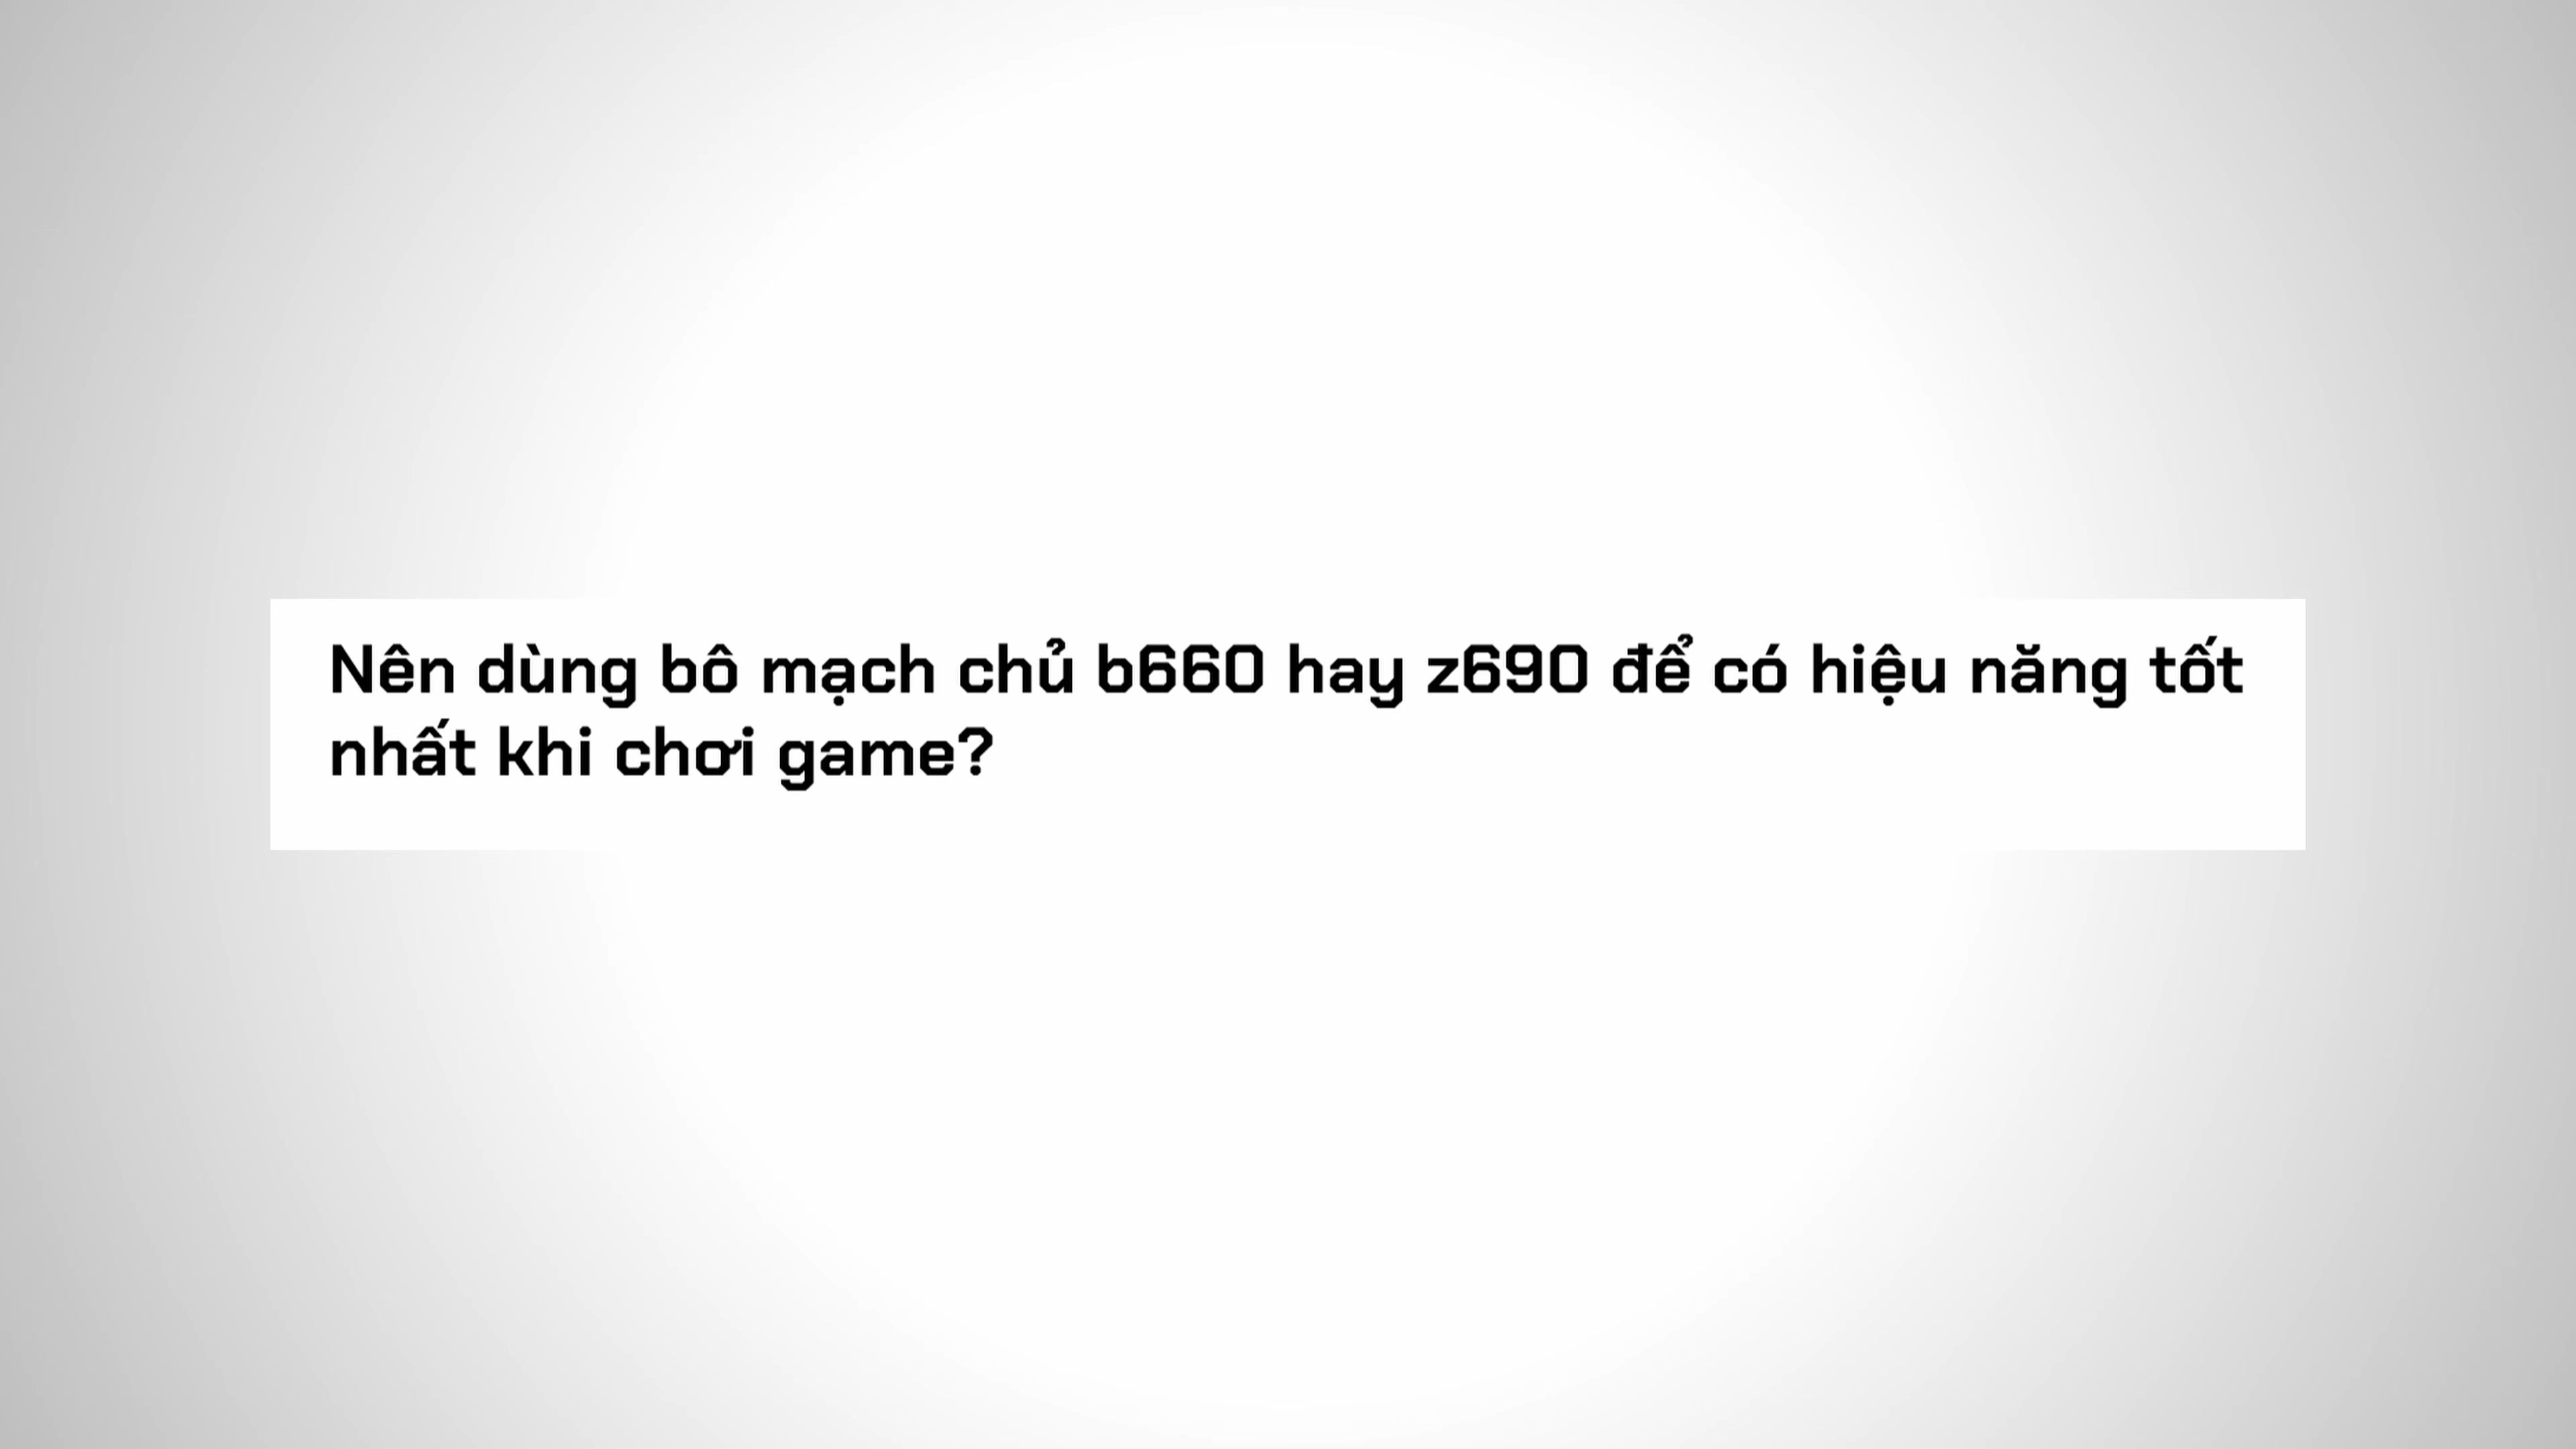 Nên dùng bô mạch chủ b660 hay z690 để có hiệu năng tốt
nhất khi chơi game?